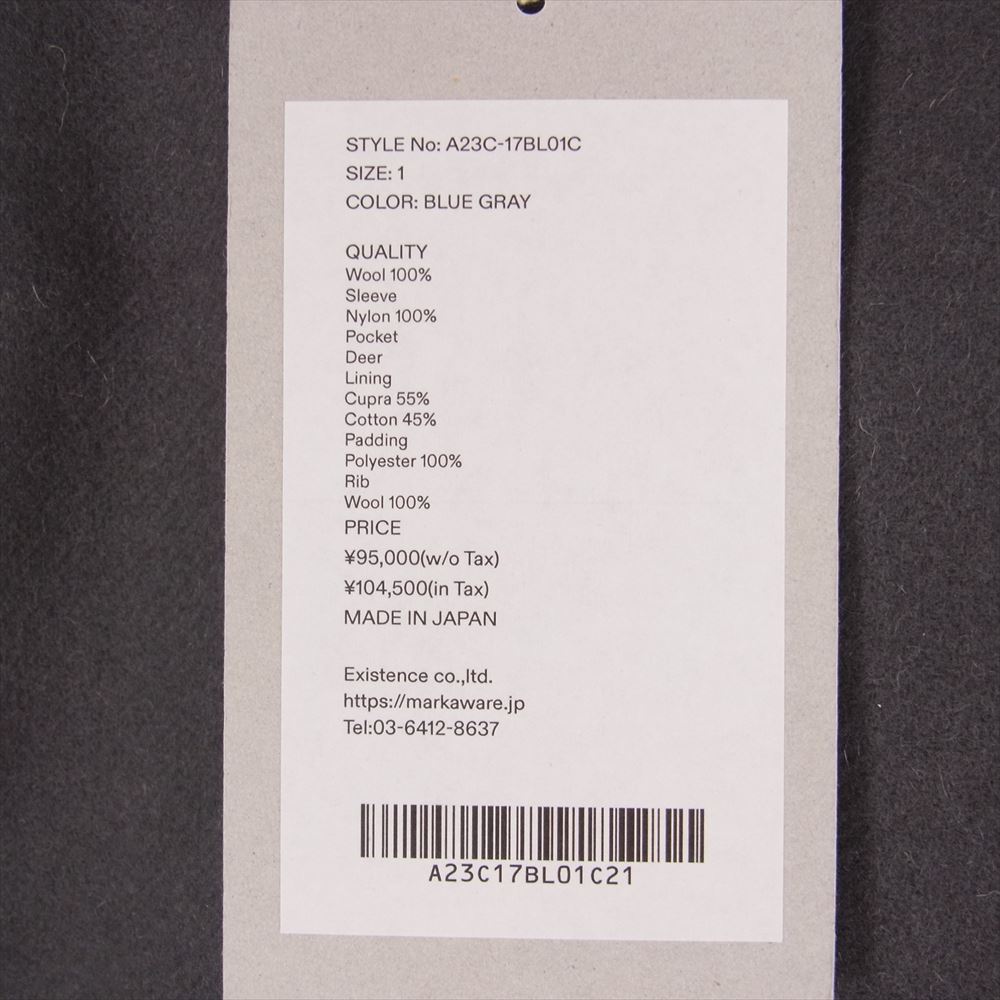 STYLE No: A23C-17BL01C
SIZE: 1
COLOR: BLUE GRAY
QUALITY
Wool 100%
Sleeve
Nylon 100%
Pocket
Deer
Lining
Cupra 55%
Cotton 45%
Padding
Polyester 100%
Rib
Wool 100%
PRICE
¥95,000(w/o Tax)
¥104,500(in Tax)
MADE IN JAPAN
Existence co.,ltd.
https://markaware.jp
Tel:03-6412-8637
A23C17BL01C21